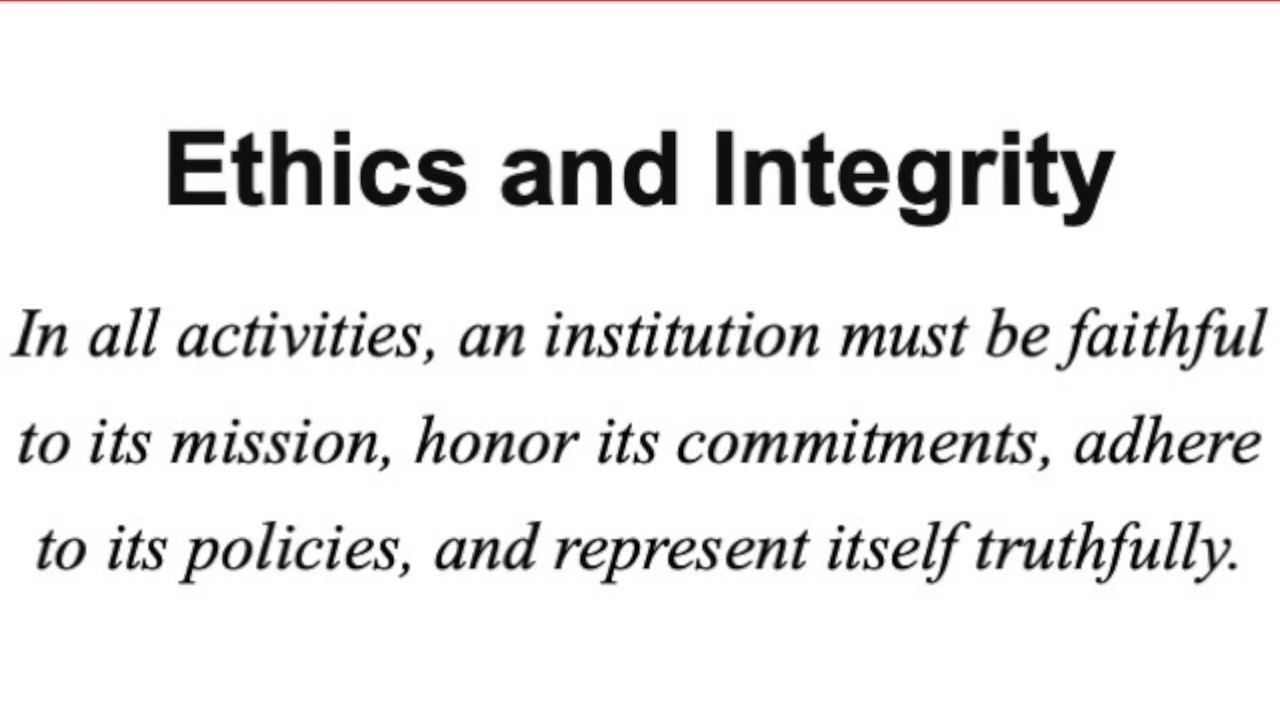 Ethics and Integrity
In all activities, an institution must be faithful
to its mission, honor its commitments, adhere
to its policies, and represent itself truthfully.